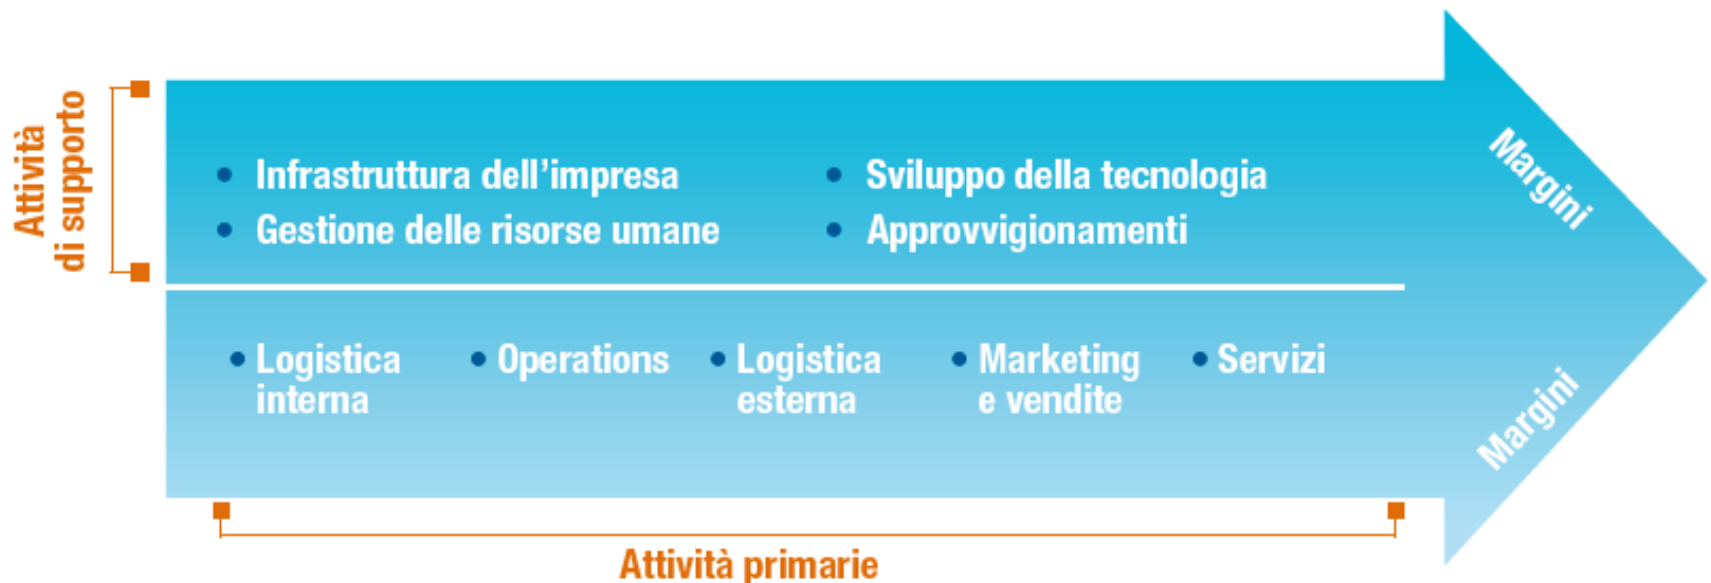 Attività
di supporto
Infrastruttura dell’impresa
Gestione delle risorse umane
Sviluppo della tecnologia
Approvvigionamenti
Margini
Logistica
interna
Operations
Logistica
esterna
Marketing
e vendite
Servizi
Margini
Attività primarie